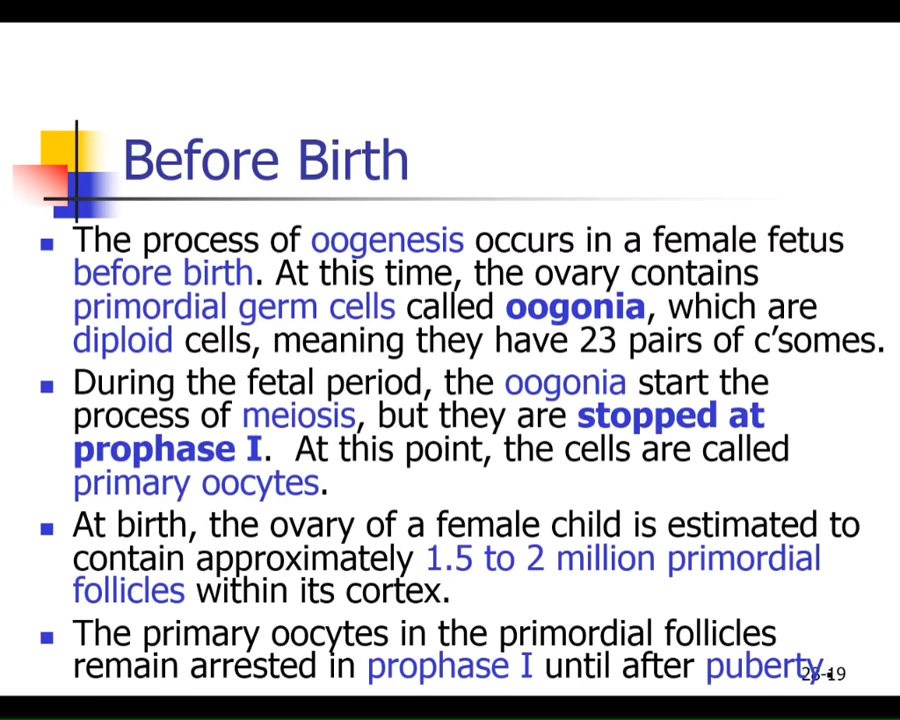 Before Birth
The process of oogenesis occurs in a female fetus
before birth. At this time, the ovary contains
primordial germ cells called oogonia, which are
diploid cells, meaning they have 23 pairs of c’somes.
During the fetal period, the oogonia start the
process of meiosis, but they are stopped at
prophase I. At this point, the cells are called
primary oocytes.
At birth, the ovary of a female child is estimated to
contain approximately 1.5 to 2 million primordial
follicles within its cortex.
The primary oocytes in the primordial follicles
remain arrested in prophase I until after puberty.
28-19